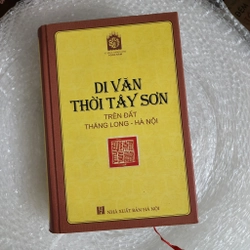 DI VĂN
THỜI TÂY SƠN
TRÊN ĐẤT
THĂNG LONG - HÀ NỘI
NHÀ XUẤT BẢN HÀ NỘI